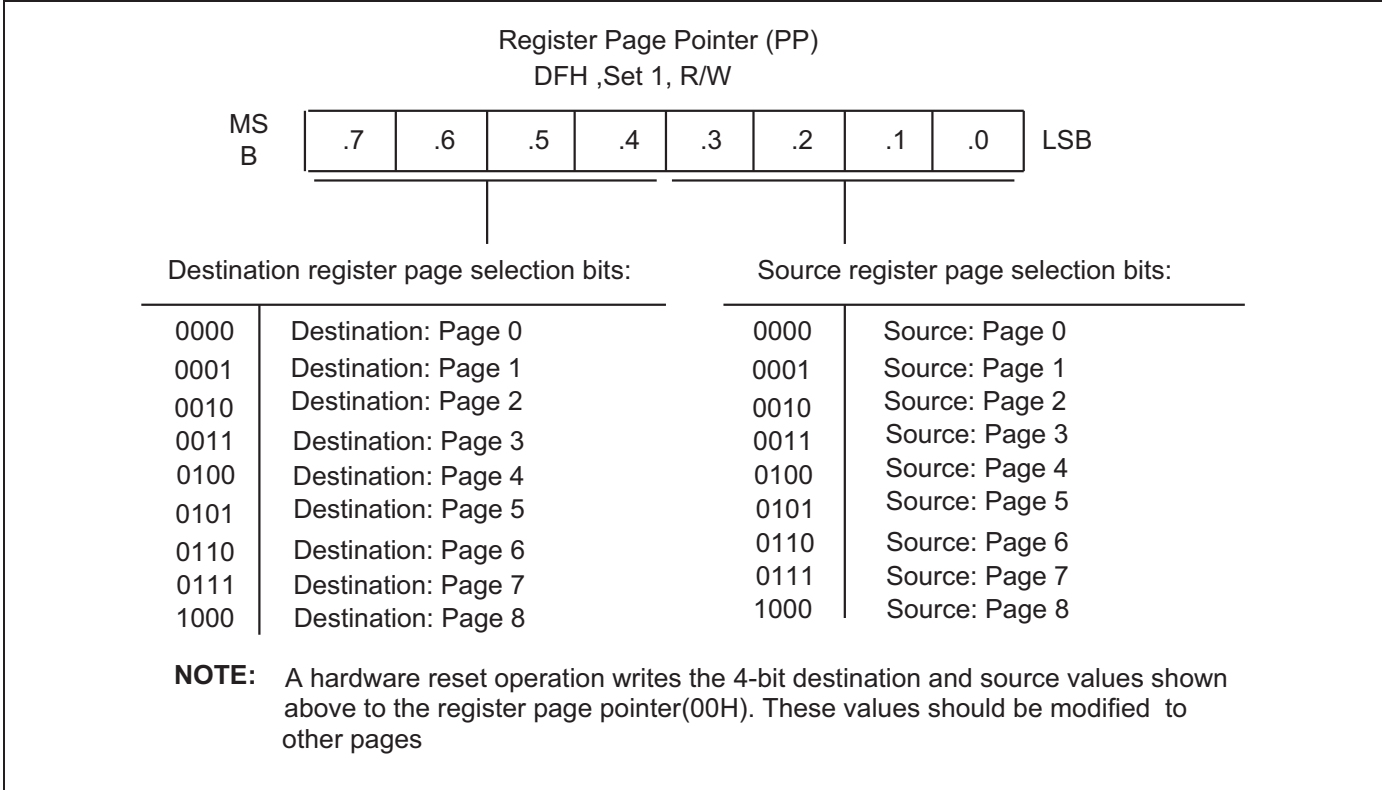 Register Page Pointer (PP)
DFH ,Set 1, R/W
MS
B
.7 .6 .5 .4 .3 .2 .1 .0 LSB
Destination register page selection bits:
0000 Destination: Page 0
0001 Destination: Page 1
0010 Destination: Page 2
0011 Destination: Page 3
0100 Destination: Page 4
0101 Destination: Page 5
0110 Destination: Page 6
0111 Destination: Page 7
1000 Destination: Page 8
Source register page selection bits:
0000 Source: Page 0
0001 Source: Page 1
0010 Source: Page 2
0011 Source: Page 3
0100 Source: Page 4
0101 Source: Page 5
0110 Source: Page 6
0111 Source: Page 7
1000 Source: Page 8
NOTE: A hardware reset operation writes the 4-bit destination and source values shown
above to the register page pointer(00H). These values should be modified to
other pages